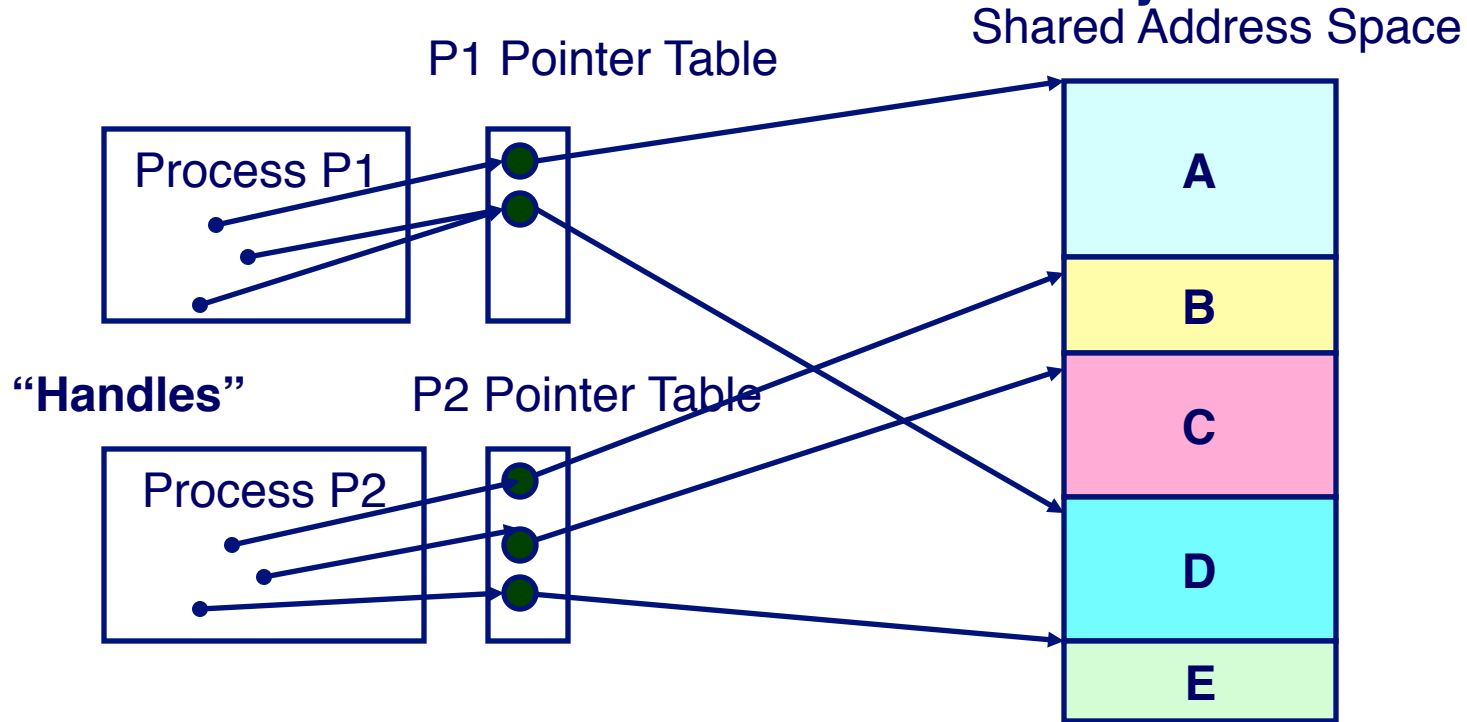 Shared Address Space
P1 Pointer Table
Process P1
A
B
“Handles”
P2 Pointer Table
C
Process P2
D
E